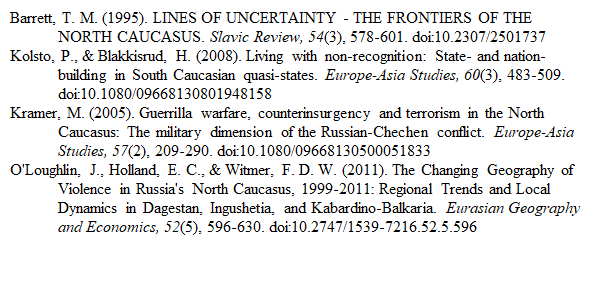 Barrett, T. M. (1995). LINES OF UNCERTAINTY - THE FRONTIERS OF THE
NORTH CAUCASUS. Slavic Review, 54(3), 578-601. doi:10.2307/2501737
Kolsto, P., & Blakkisrud, H. (2008). Living with non-recognition: State- and nation-
building in South Caucasian quasi-states. Europe-Asia Studies, 60(3), 483-509.
doi:10.1080/09668130801948158
Kramer, M. (2005). Guerrilla warfare, counterinsurgency and terrorism in the North
Caucasus: The military dimension of the Russian-Chechen conflict. Europe-Asia
Studies, 57(2), 209-290. doi:10.1080/09668130500051833
O'Loughlin, J., Holland, E. C., & Witmer, F. D. W. (2011). The Changing Geography of
Violence in Russia's North Caucasus, 1999-2011: Regional Trends and Local
Dynamics in Dagestan, Ingushetia, and Kabardino-Balkaria. Eurasian Geography
and Economics, 52(5), 596-630. doi:10.2747/1539-7216.52.5.596